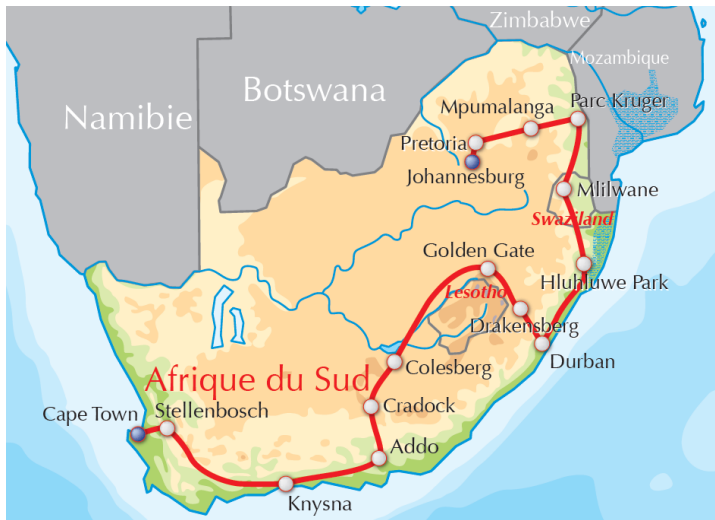 Zimbabwe
Mozambique
Botswana
Namibie
Mpumalanga
Parc Kruger
Pretoria
Johannesburg
Mlilwane
Swaziland
Golden Gate
Hluhluwe Park
Lesotho
Drakensberg
Durban
Colesberg
Afrique du Sud
Cradock
Cape Town
Stellenbosch
Addo
Knysna